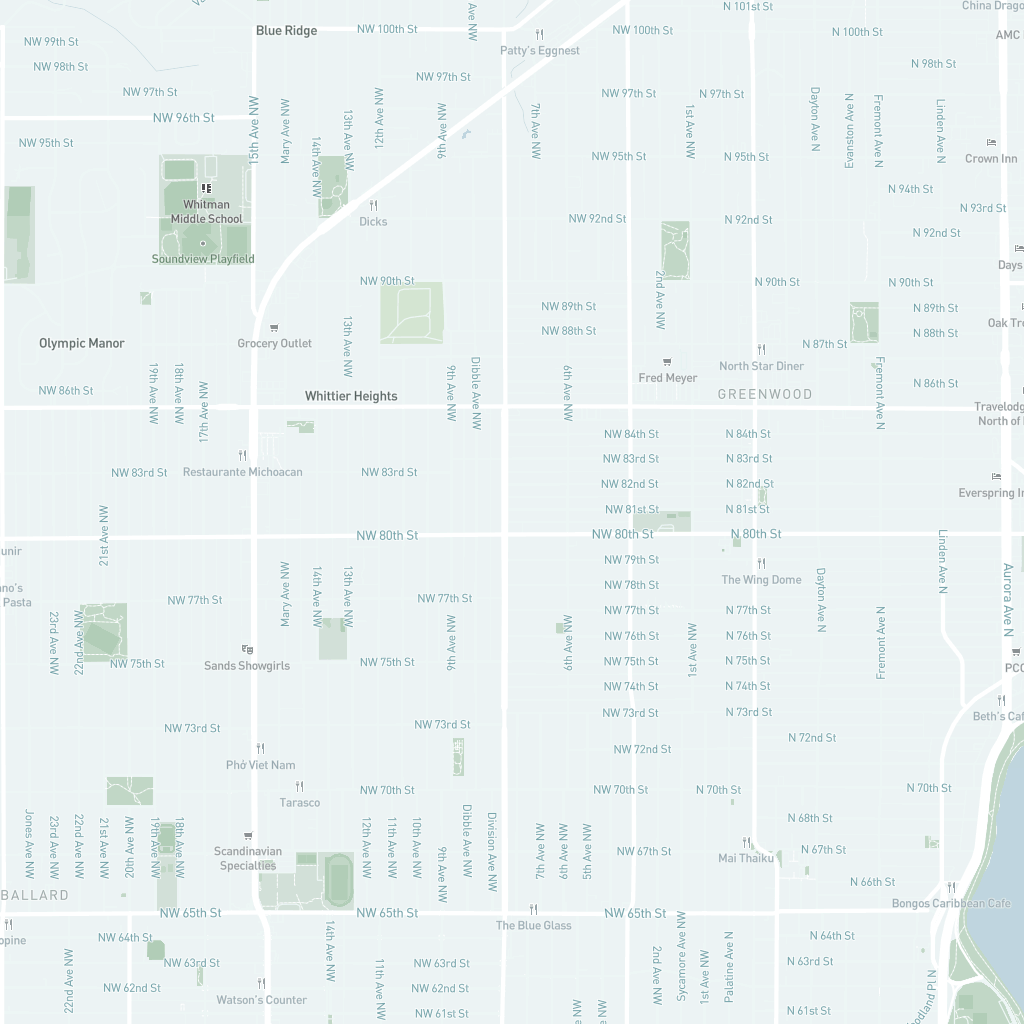 N 101st St
China Drago
Blue Ridge
NW 100th St
Ave NW
NW 100th St
N 100th St
AMC
NW 99th St
Patty's Eggnest
NW 98th St
N 98th St
NW 97th St
NW 97th St
NW 97th St
N 97th St
NW 96th St
15th Ave NW
Mary Ave NW
14th Ave NW
13th Ave NW
12th Ave NW
9th Ave NW
7th Ave NW
1st Ave NW
Dayton Ave N
Evanston Ave N
Fremont Ave N
Linden Ave N
NW 95th St
NW 95th St
N 95th St
Crown Inn
N 94th St
Whitman
Middle School
N 93rd St
Dicks
NW 92nd St
N 92nd St
N 92nd St
Soundview Playfield
Days
NW 90th St
N 90th St
N 90th St
2nd Ave NW
NW 89th St
N 89th St
Oak Tro
NW 88th St
N 88th St
Olympic Manor
Grocery Outlet
13th Ave NW
N 87th St
North Star Diner
Fred Meyer
NW 86th St
N 86th St
19th Ave NW
18th Ave NW
17th Ave NW
9th Ave NW
Dibble Ave NW
6th Ave NW
Fremont Ave N
Whittier Heights
GREENWOOD
Travelodg
North of
NW 84th St
N 84th St
NW 83rd St
N 83rd St
Restaurante Michoacan
NW 83rd St
NW 83rd St
NW 82nd St
N 82nd St
Everspring In
NW 81st St
N 81st St
21st Ave NW
NW 80th St
NW 80th St
N 80th St
unir
NW 79th St
Linden Ave N
Aurora Ave N
The Wing Dome
NW 78th St
ano's
Pasta
NW 77th St
NW 77th St
NW 77th St
N 77th St
23rd Ave NW
22nd Ave NW
Mary Ave NW
14th Ave NW
13th Ave NW
9th Ave NW
6th Ave NW
1st Ave NW
Dayton Ave N
Fremont Ave N
NW 76th St
N 76th St
NW 75th St
Sands Showgirls
NW 75th St
NW 75th St
N 75th St
PCC
NW 74th St
N 74th St
NW 73rd St
N 73rd St
Beth's Caf
NW 73rd St
NW 73rd St
N 72nd St
NW 72nd St
Phở Viet Nam
NW 70th St
NW 70th St
N 70th St
N 70th St
Tarasco
N 68th St
Jones Ave NW
23rd Ave NW
22nd Ave NW
21st Ave NW
20th Ave NW
19th Ave NW
18th Ave NW
12th Ave NW
11th Ave NW
10th Ave NW
9th Ave NW
Dibble Ave NW
Division Ave NW
7th Ave NW
6th Ave NW
5th Ave NW
Scandinavian
Specialties
NW 67th St
Mai Thaiku
N 67th St
N 66th St
BALLARD
Bongos Caribbean Cafe
NW 65th St
NW 65th St
NW 65th St
The Blue Glass
opine
NW 64th St
N 64th St
22nd Ave NW
14th Ave NW
11th Ave NW
2nd Ave NW
Sycamore Ave NW
1st Ave NW
Palatine Ave N
NW 63rd St
NW 63rd St
N 63rd St
NW 62nd St
NW 62nd St
Watson's Counter
NW 61st St
N 61st St
odland Pl N